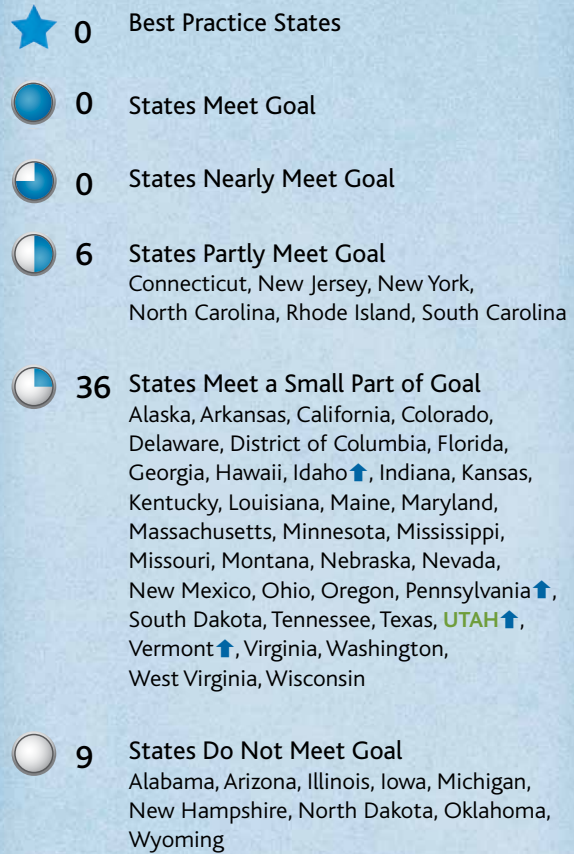 0 Best Practice States
0 States Meet Goal
0 States Nearly Meet Goal
6 States Partly Meet Goal
Connecticut, New Jersey, New York,
North Carolina, Rhode Island, South Carolina
36 States Meet a Small Part of Goal
Alaska, Arkansas, California, Colorado,
Delaware, District of Columbia, Florida,
Georgia, Hawaii, Idaho⬆, Indiana, Kansas,
Kentucky, Louisiana, Maine, Maryland,
Massachusetts, Minnesota, Mississippi,
Missouri, Montana, Nebraska, Nevada,
New Mexico, Ohio, Oregon, Pennsylvania⬆,
South Dakota, Tennessee, Texas, UTAH⬆,
Vermont⬆, Virginia, Washington,
West Virginia, Wisconsin
9 States Do Not Meet Goal
Alabama, Arizona, Illinois, Iowa, Michigan,
New Hampshire, North Dakota, Oklahoma,
Wyoming